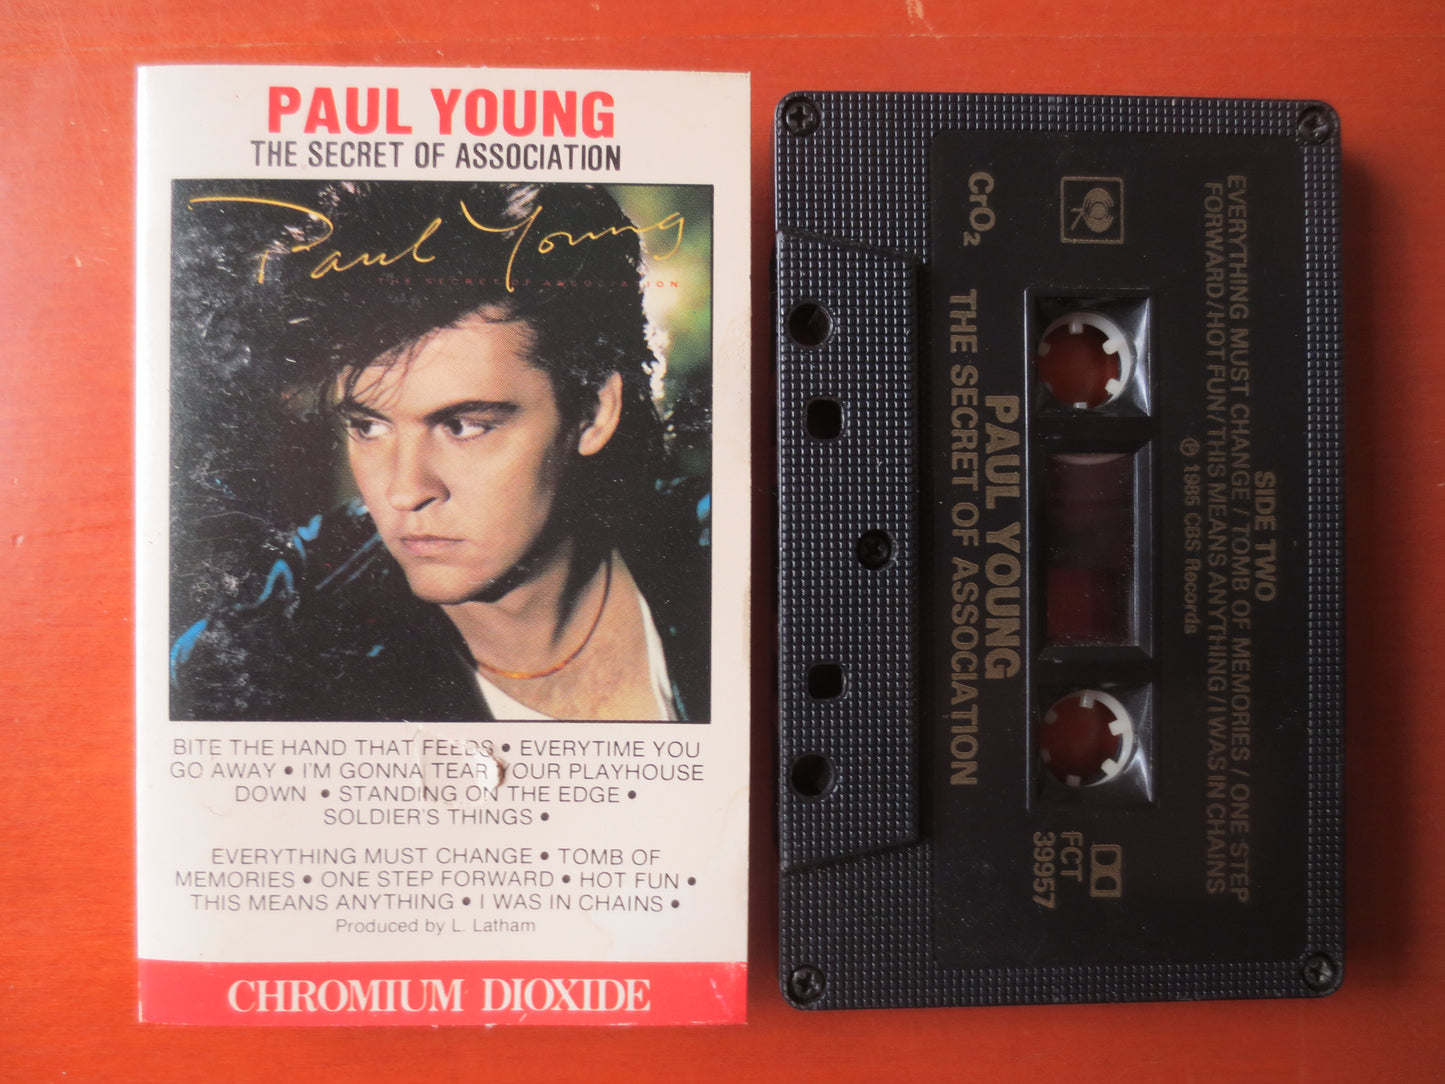 PAUL YOUNG
THE SECRET OF ASSOCIATION
Paul Young
THE SECRET OF ASSOCIATION
BITE THE HAND THAT FEEDS • EVERYTIME YOU
GO AWAY • I'M GONNA TEAR YOUR PLAYHOUSE
DOWN • STANDING ON THE EDGE •
SOLDIER'S THINGS •
EVERYTHING MUST CHANGE • TOMB OF
MEMORIES • ONE STEP FORWARD • HOT FUN •
THIS MEANS ANYTHING • I WAS IN CHAINS •
Produced by L. Latham
CHROMIUM DIOXIDE
SIDE TWO
EVERYTHING MUST CHANGE / TOMB OF MEMORIES / ONE STEP
FORWARD / HOT FUN / THIS MEANS ANYTHING / I WAS IN CHAINS
℗ 1985 CBS Records
FCT
39957
PAUL YOUNG
CrO₂ THE SECRET OF ASSOCIATION